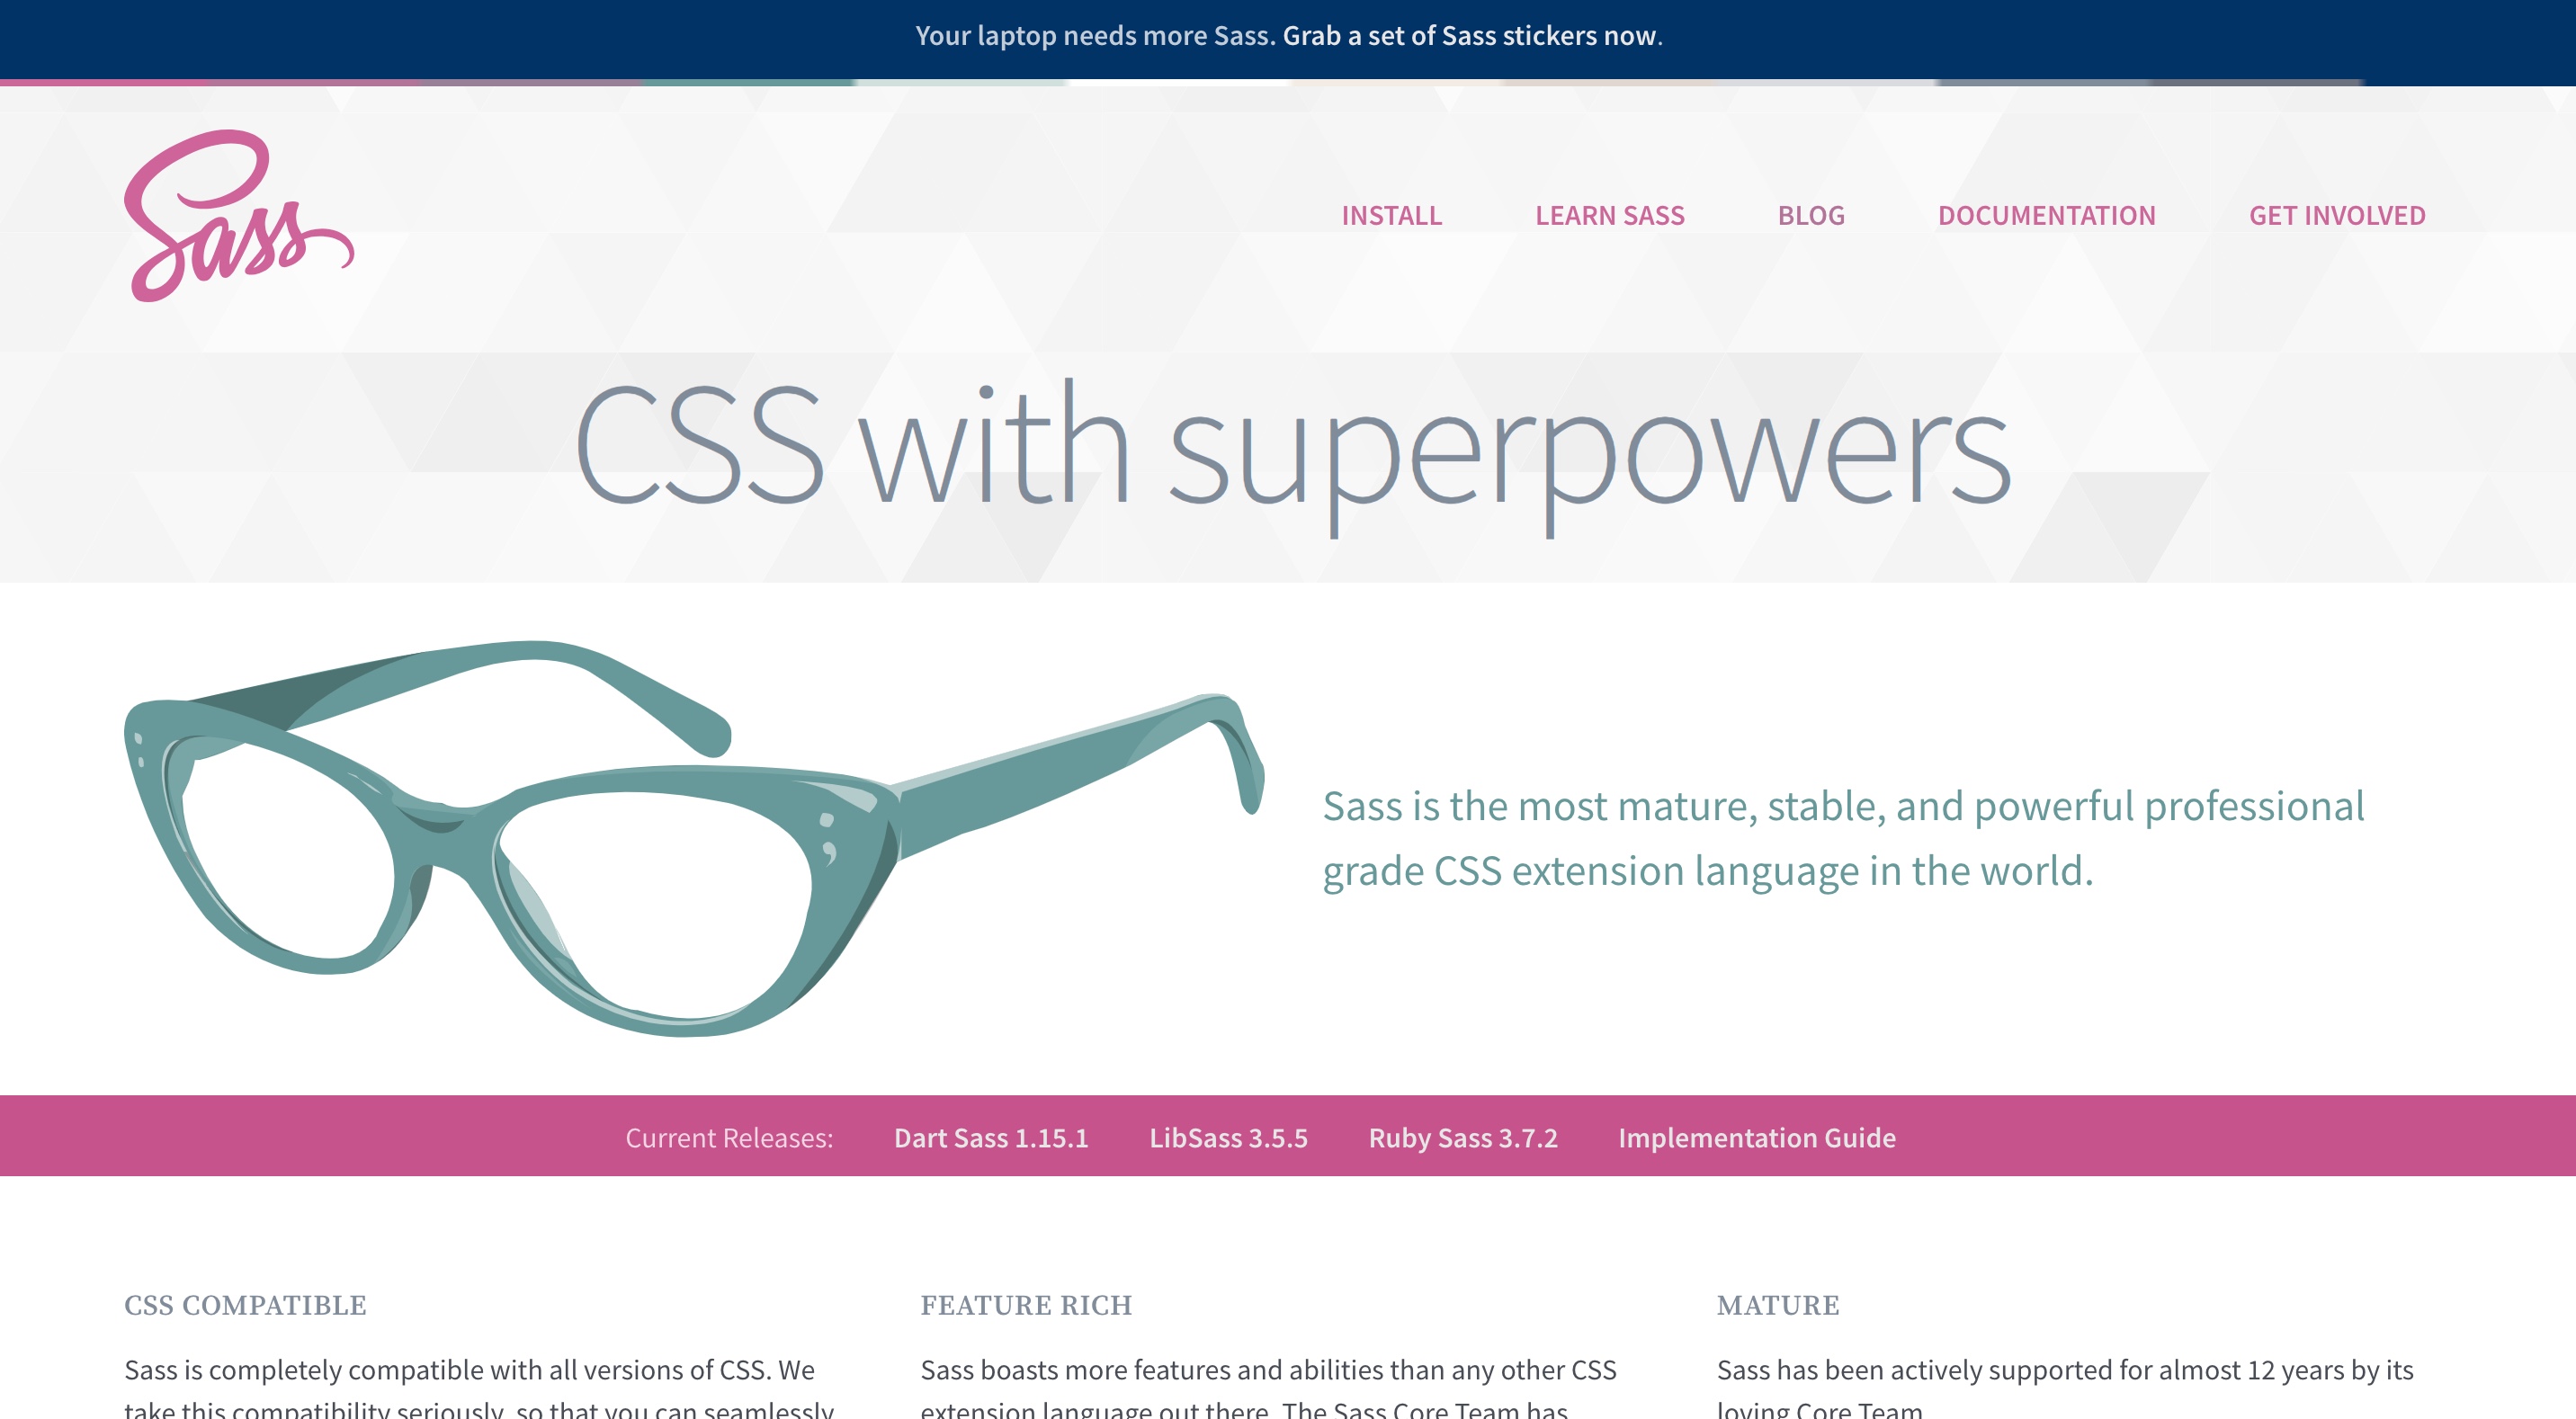 Your laptop needs more Sass. Grab a set of Sass stickers now.
Sass
INSTALL LEARN SASS BLOG DOCUMENTATION GET INVOLVED
CSS with superpowers
Sass is the most mature, stable, and powerful professional
grade CSS extension language in the world.
Current Releases: Dart Sass 1.15.1 LibSass 3.5.5 Ruby Sass 3.7.2 Implementation Guide
CSS COMPATIBLE
Sass is completely compatible with all versions of CSS. We
take this compatibility seriously, so that you can seamlessly
FEATURE RICH
Sass boasts more features and abilities than any other CSS
extension language out there. The Sass Core Team has
MATURE
Sass has been actively supported for almost 12 years by its
loving Core Team.